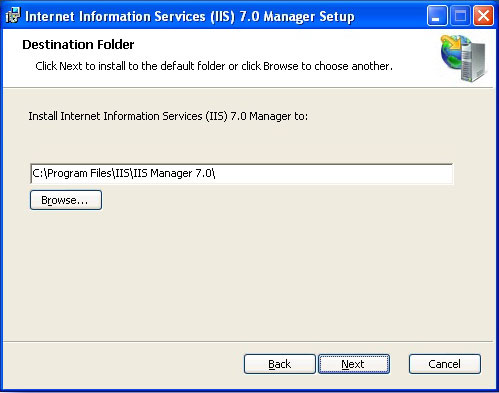 Internet Information Services (IIS) 7.0 Manager Setup
Destination Folder
Click Next to install to the default folder or click Browse to choose another.
Install Internet Information Services (IIS) 7.0 Manager to:
C:\Program Files\IIS\IIS Manager 7.0\
Browse...
Back Next Cancel